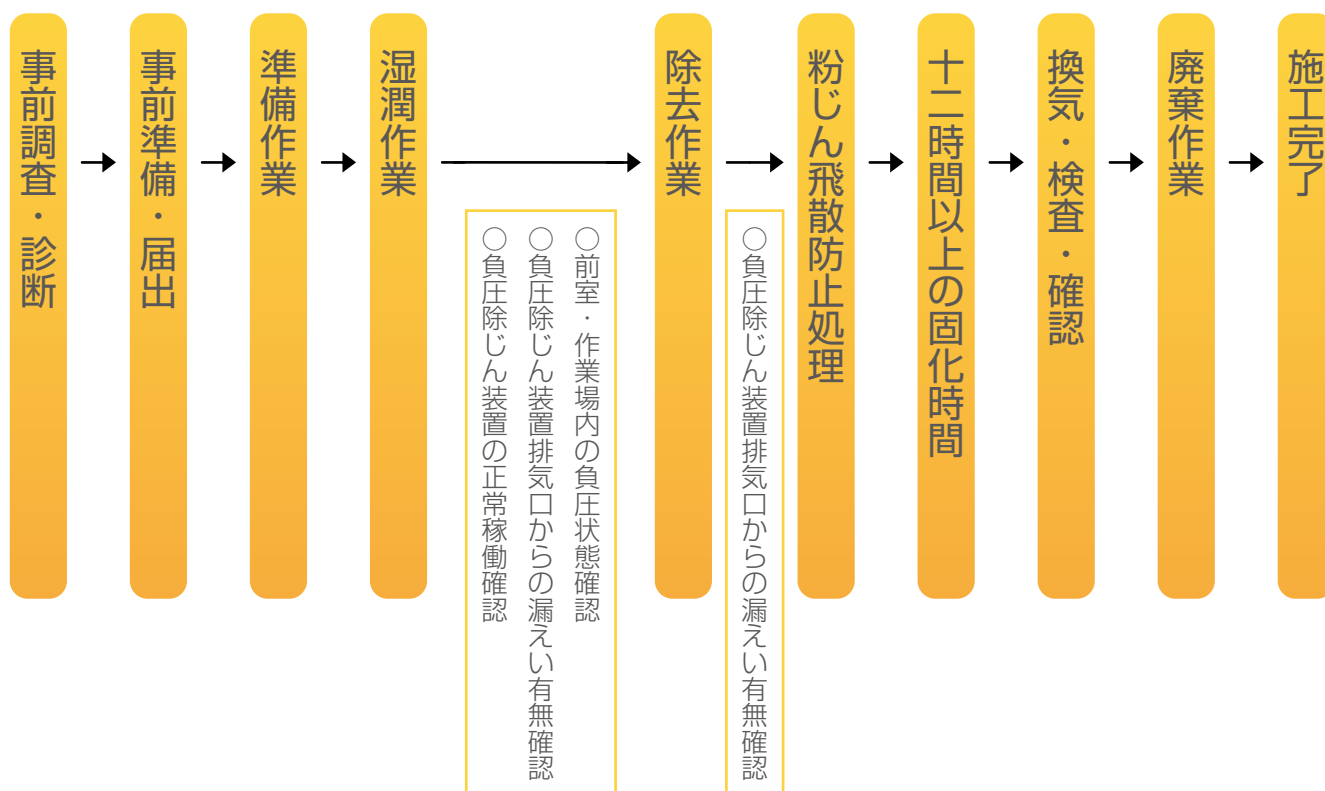 事前調査・診断
事前準備・届出
準備作業
湿潤作業
○前室・作業場内の負圧状態確認
○負圧除じん装置排気口からの漏えい有無確認
○負圧除じん装置の正常稼働確認
除去作業
○負圧除じん装置排気口からの漏えい有無確認
粉じん飛散防止処理
十二時間以上の固化時間
換気・検査・確認
廃棄作業
施工完了